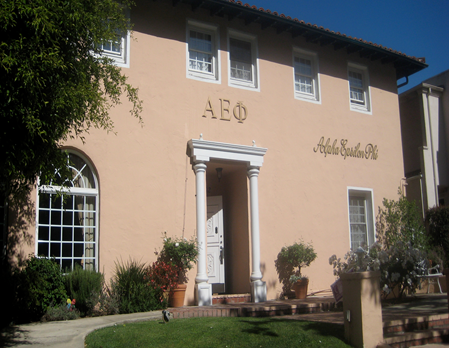 ΑΕΦ
Alpha Epsilon Phi